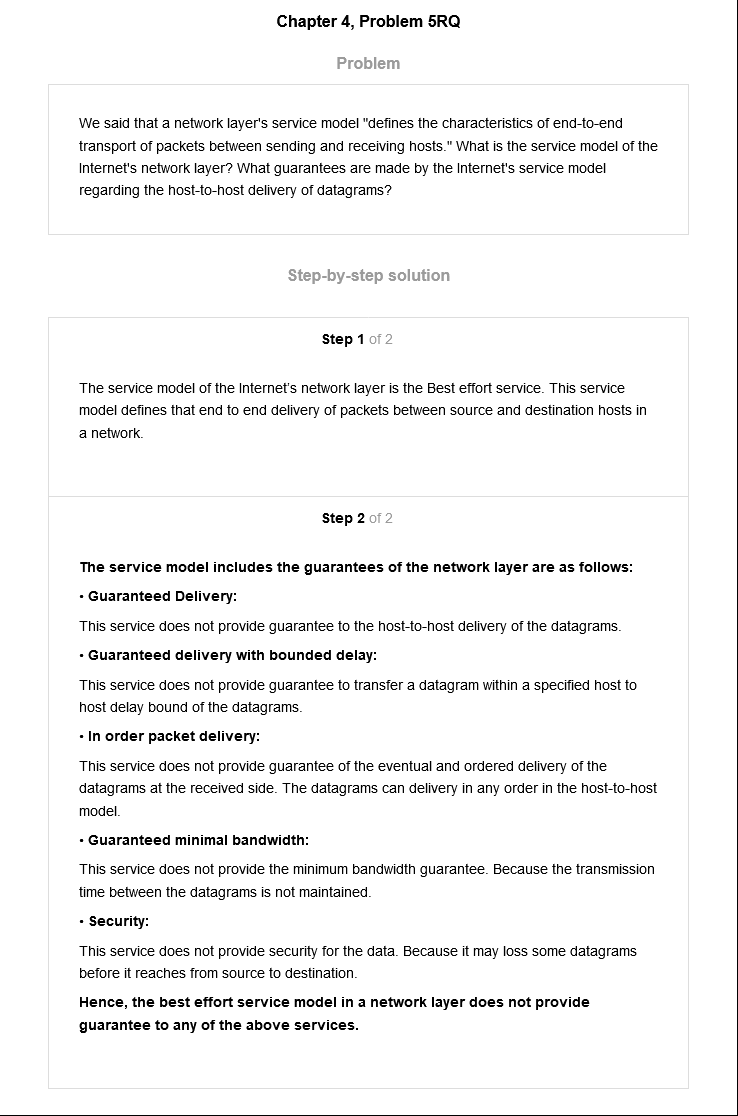 Chapter 4, Problem 5RQ
Problem
We said that a network layer's service model "defines the characteristics of end-to-end
transport of packets between sending and receiving hosts." What is the service model of the
Internet's network layer? What guarantees are made by the Internet's service model
regarding the host-to-host delivery of datagrams?
Step-by-step solution
Step 1 of 2
The service model of the Internet’s network layer is the Best effort service. This service
model defines that end to end delivery of packets between source and destination hosts in
a network.
Step 2 of 2
The service model includes the guarantees of the network layer are as follows:
• Guaranteed Delivery:
This service does not provide guarantee to the host-to-host delivery of the datagrams.
• Guaranteed delivery with bounded delay:
This service does not provide guarantee to transfer a datagram within a specified host to
host delay bound of the datagrams.
• In order packet delivery:
This service does not provide guarantee of the eventual and ordered delivery of the
datagrams at the received side. The datagrams can delivery in any order in the host-to-host
model.
• Guaranteed minimal bandwidth:
This service does not provide the minimum bandwidth guarantee. Because the transmission
time between the datagrams is not maintained.
• Security:
This service does not provide security for the data. Because it may loss some datagrams
before it reaches from source to destination.
Hence, the best effort service model in a network layer does not provide
guarantee to any of the above services.